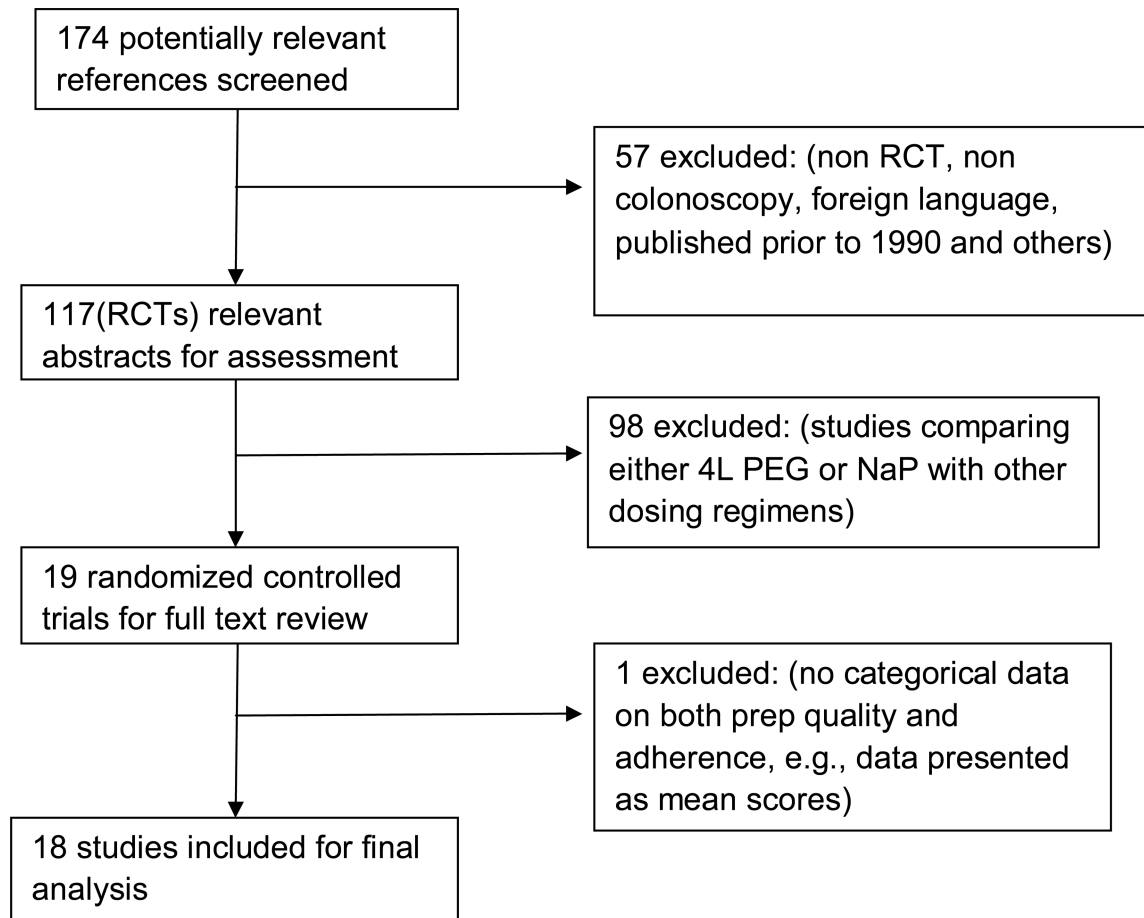 174 potentially relevant
references screened
57 excluded: (non RCT, non
colonoscopy, foreign language,
published prior to 1990 and others)
117(RCTs) relevant
abstracts for assessment
98 excluded: (studies comparing
either 4L PEG or NaP with other
dosing regimens)
19 randomized controlled
trials for full text review
1 excluded: (no categorical data
on both prep quality and
adherence, e.g., data presented
as mean scores)
18 studies included for final
analysis